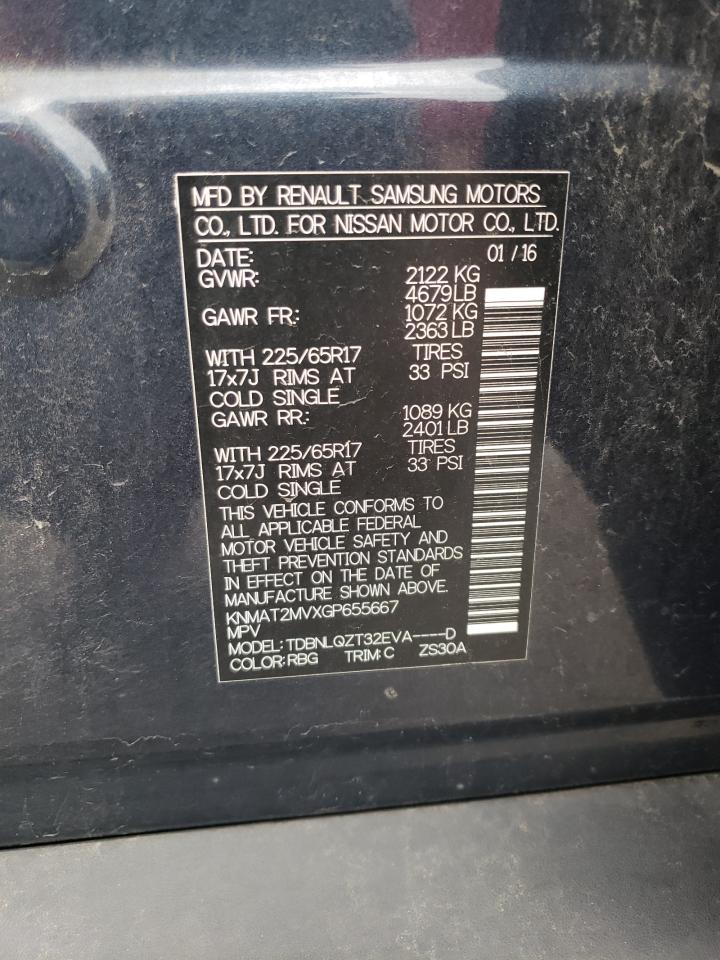 MFD BY RENAULT SAMSUNG MOTORS
CO., LTD. FOR NISSAN MOTOR CO., LTD.
DATE: 01 / 16
GVWR: 2122 KG
4679 LB
GAWR FR.: 1072 KG
2363 LB
WITH 225/65R17 TIRES
17x7J RIMS AT 33 PSI
COLD SINGLE
GAWR RR.: 1089 KG
2401 LB
WITH 225/65R17 TIRES
17x7J RIMS AT 33 PSI
COLD SINGLE
THIS VEHICLE CONFORMS TO
ALL APPLICABLE FEDERAL
MOTOR VEHICLE SAFETY AND
THEFT PREVENTION STANDARDS
IN EFFECT ON THE DATE OF
MANUFACTURE SHOWN ABOVE.
KNMAT2MVXGP655667
MPV
MODEL: TDBNLQZT32EVA----D
COLOR: RBG TRIM: C ZS30A